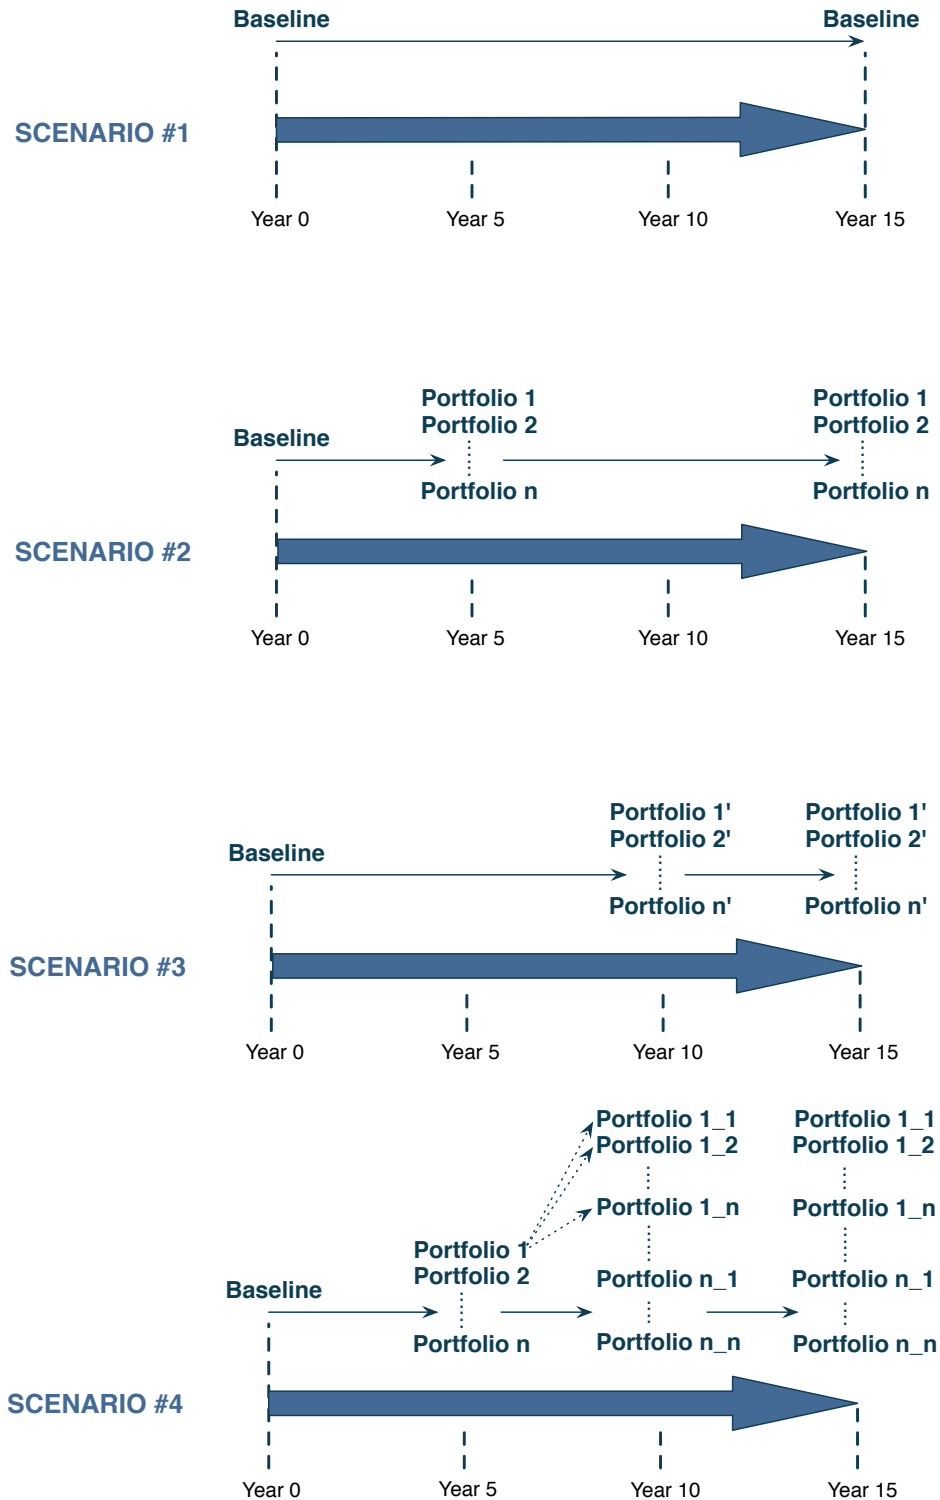 Baseline Baseline
SCENARIO #1
Year 0 Year 5 Year 10 Year 15
Portfolio 1 Portfolio 1
Portfolio 2 Portfolio 2
Baseline
Portfolio n Portfolio n
SCENARIO #2
Year 0 Year 5 Year 10 Year 15
Portfolio 1' Portfolio 1'
Portfolio 2' Portfolio 2'
Baseline
Portfolio n' Portfolio n'
SCENARIO #3
Year 0 Year 5 Year 10 Year 15
Portfolio 1_1 Portfolio 1_1
Portfolio 1_2 Portfolio 1_2
Portfolio 1_n Portfolio 1_n
Portfolio 1
Portfolio 2 Portfolio n_1 Portfolio n_1
Baseline
Portfolio n Portfolio n_n Portfolio n_n
SCENARIO #4
Year 0 Year 5 Year 10 Year 15